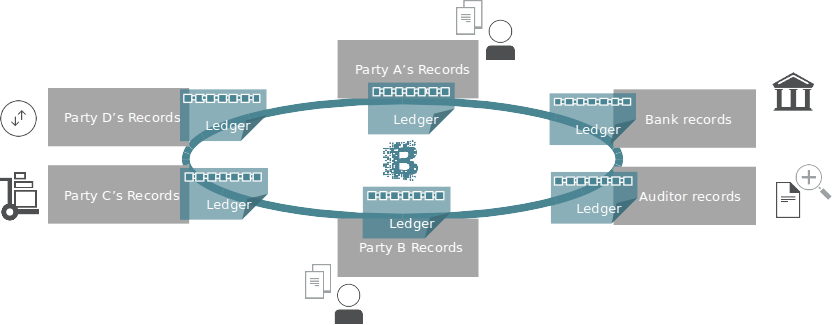 Party A's Records
Ledger
Party D's Records
Ledger
Ledger
Bank records
Party C's Records
Ledger
Ledger
Auditor records
Ledger
Party B Records